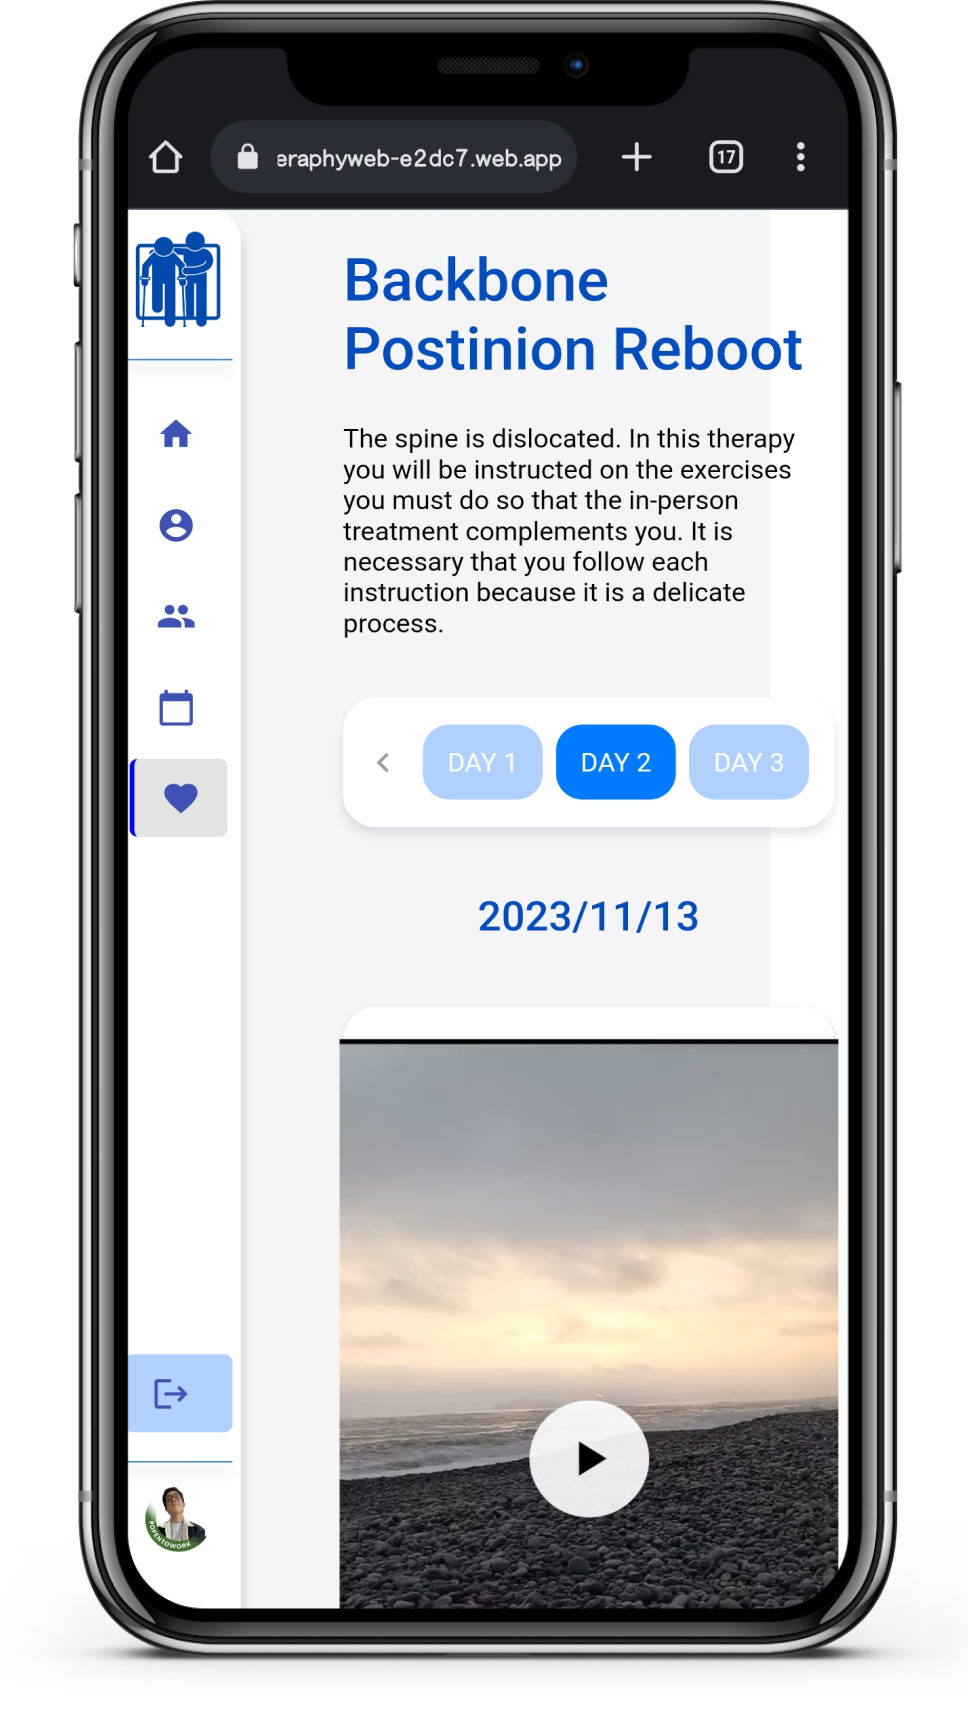 17
eraphyweb-e2dc7.web.app
Backbone
Postinion Reboot
The spine is dislocated. In this therapy
you will be instructed on the exercises
you must do so that the in-person
treatment complements you. It is
necessary that you follow each
instruction because it is a delicate
process.
DAY 1
DAY 2
DAY 3
2023/11/13
#OPENTOWORK